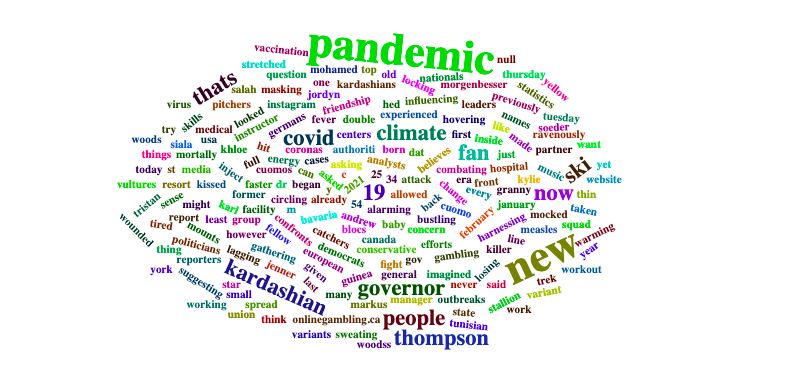 pandemic
null
vaccination
stretched
mohamed top
nationals
thursday
yellow
question
old
locking
morgenbesser
statistics
thats
one kardashians
salah masking
jordyn
influencing
leaders
previously
virus
pitchers
instagram
friendship
hed
experienced
names
tuesday
skills
looked
instructor
germans
fever double
hovering
like
soeder
try
medical
covid
centers
climate
first
inside
made
ravenously
woods
siala
usa
hit
coronas
authoriti
born dat
believes
fan
just
partner
want
things mortally khloe
full
energy cases
asking
analysts
combating hospital
music
ski
yet
today st media
inject
cuomos
can
asked
c
25 34 attack
era front
kylie
website
vultures resort kissed
faster dr began
y
2021
19
allowed
change
every
granny
now
thin
tristan
sense
former
circling already
54
alarming
back
cuomo
january
taken
might
karl
facility
m
bavaria
andrew
baby
bustling
february
harnessing
mocked
squad
wounded
report
least group
confronts
catchers
blocs
concern
measles
tired
mounts
however
fellow
canada
efforts
line
new
warming
politicians
gathering
democrats
conservative
gambling
killer
year
thing
lagging
european
fight gov
losing
reporters
kardashian
jenner
given
guinea
general
imagined
never
said
trek
workout
york
suggesting
star
last
many
governor
outbreaks
stallion
variant
small
markus
manager
working
spread
state
work
union
think
onlinegambling.ca
people
tunisian
variants sweating
thompson
woodss